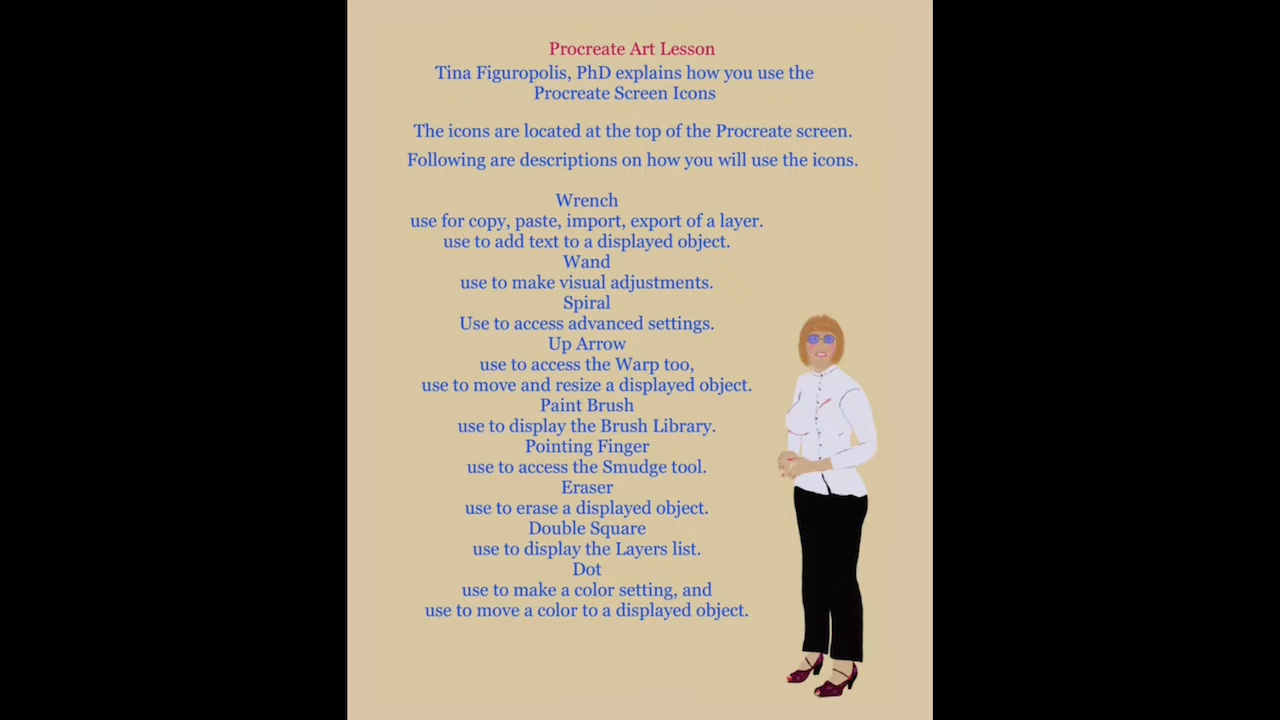 Procreate Art Lesson
Tina Figuropolis, PhD explains how you use the
Procreate Screen Icons
The icons are located at the top of the Procreate screen.
Following are descriptions on how you will use the icons.
Wrench
use for copy, paste, import, export of a layer.
use to add text to a displayed object.
Wand
use to make visual adjustments.
Spiral
Use to access advanced settings.
Up Arrow
use to access the Warp too,
use to move and resize a displayed object.
Paint Brush
use to display the Brush Library.
Pointing Finger
use to access the Smudge tool.
Eraser
use to erase a displayed object.
Double Square
use to display the Layers list.
Dot
use to make a color setting, and
use to move a color to a displayed object.